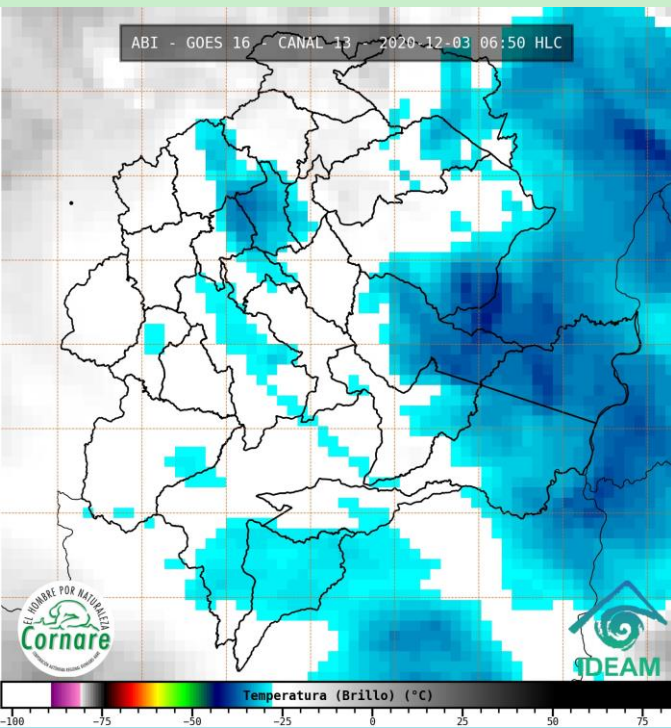 ABI - GOES 16 - CANAL 13 - 2020-12-03 06:50 HLC
EL HOMBRE POR NATURALEZA
Cornare
IDEAM
Temperatura (Brillo) (°C)
-100 -75 -50 -25 0 25 50 75